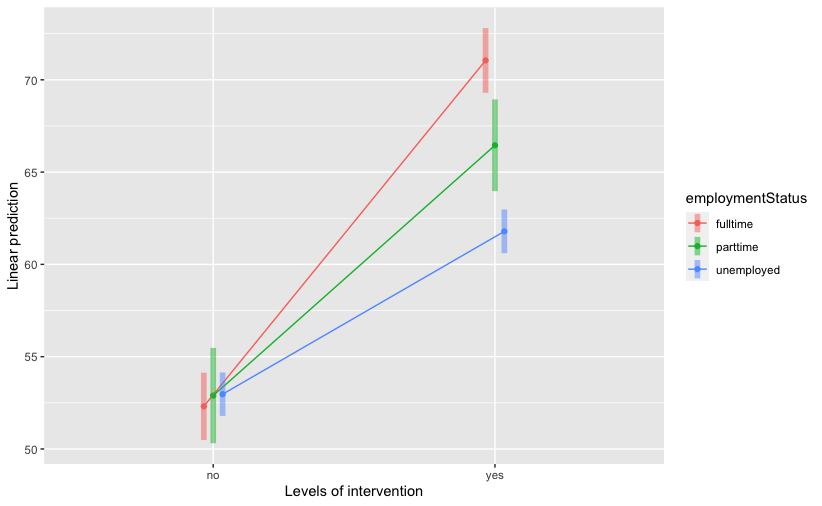 70
65
60
55
50
Linear prediction
no
yes
Levels of intervention
employmentStatus
fulltime
parttime
unemployed